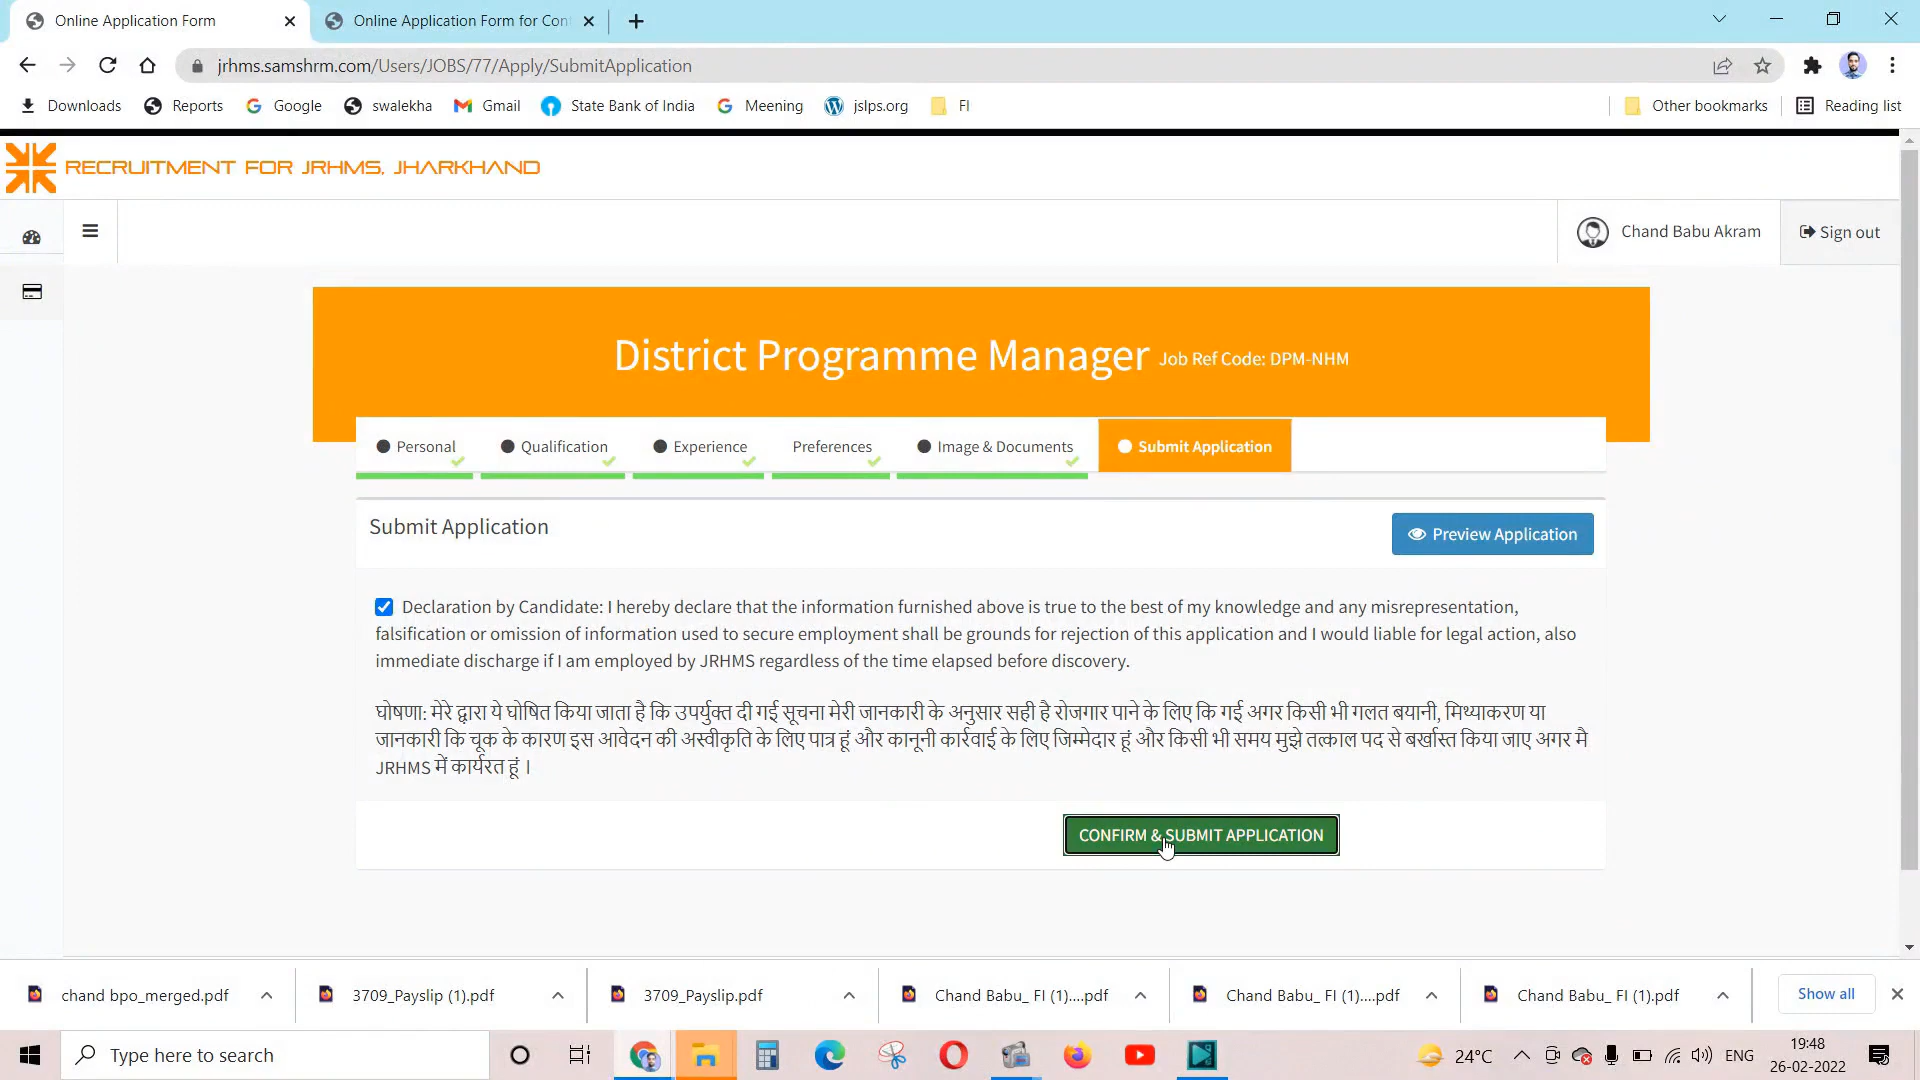 Online Application Form
Online Application Form for Con
jrhms.samshrm.com/Users/JOBS/77/Apply/SubmitApplication
Downloads Reports Google swalekha Gmail State Bank of India Meening jslps.org FI Other bookmarks Reading list
RECRUITMENT FOR JRHMS, JHARKHAND
Chand Babu Akram Sign out
District Programme Manager Job Ref Code: DPM-NHM
Personal Qualification Experience Preferences Image & Documents Submit Application
Submit Application
Preview Application
Declaration by Candidate: I hereby declare that the information furnished above is true to the best of my knowledge and any misrepresentation,
falsification or omission of information used to secure employment shall be grounds for rejection of this application and I would liable for legal action, also
immediate discharge if I am employed by JRHMS regardless of the time elapsed before discovery.
घोषणा: मेरे द्वारा ये घोषित किया जाता है कि उपर्युक्त दी गई सूचना मेरी जानकारी के अनुसार सही है रोजगार पाने के लिए कि गई अगर किसी भी गलत बयानी, मिथ्याकरण या
जानकारी कि चूक के कारण इस आवेदन की अस्वीकृति के लिए पात्र हूं और कानूनी कार्रवाई के लिए जिम्मेदार हूं और किसी भी समय मुझे तत्काल पद से बर्खास्त किया जाए अगर मै
JRHMS में कार्यरत हूं ।
CONFIRM & SUBMIT APPLICATION
chand bpo_merged.pdf 3709_Payslip (1).pdf 3709_Payslip.pdf Chand Babu_ FI (1)....pdf Chand Babu_ FI (1)....pdf Chand Babu_ FI (1).pdf Show all
Type here to search
24°C ENG
19:48
26-02-2022